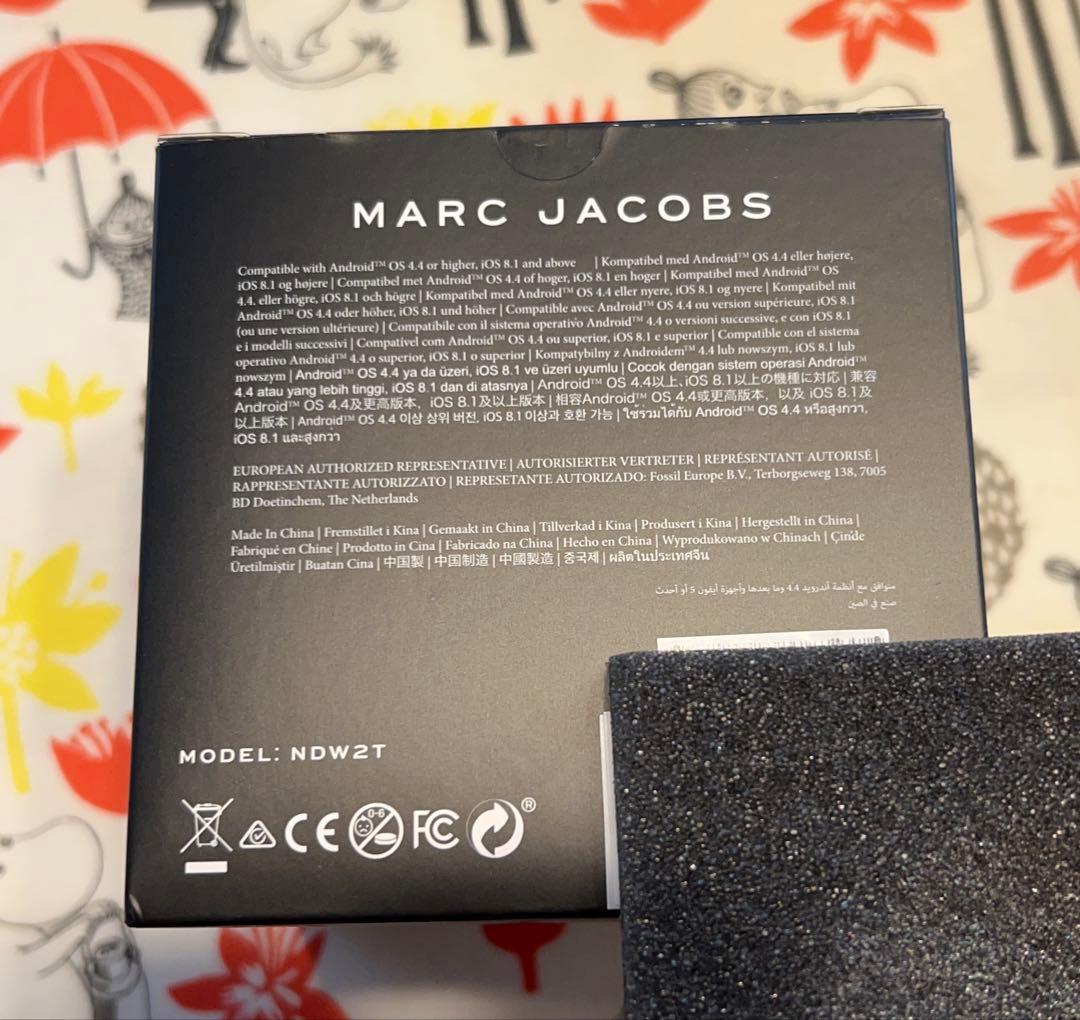 MARC JACOBS
Compatible with Android™ OS 4.4 or higher, iOS 8.1 and above | Kompatibel med Android™ OS 4.4 eller højere,
iOS 8.1 og højere | Compatibel met Android™ OS 4.4 of hoger, iOS 8.1 en hoger | Kompatibel med Android™ OS
4.4. eller högre, iOS 8.1 och högre | Kompatibel med Android™ OS 4.4 eller nyere, iOS 8.1 og nyere | Kompatibel mit
Android™ OS 4.4 oder höher, iOS 8.1 und höher | Compatible avec Android™ OS 4.4 ou version supérieure, iOS 8.1
(ou une version ultérieure) | Compatibile con il sistema operativo Android™ 4.4 o versioni successive, e con iOS 8.1
e i modelli successivi | Compatível com Android™ OS 4.4 ou superior, iOS 8.1 e superior | Compatible con el sistema
operativo Android™ 4.4 o superior, iOS 8.1 o superior | Kompatybilny z Androidem™ 4.4 lub nowszym, iOS 8.1 lub
nowszym | Android™ OS 4.4 ya da üzeri, iOS 8.1 ve üzeri uyumlu | Cocok dengan sistem operasi Android™
4.4 atau yang lebih tinggi, iOS 8.1 dan di atasnya | Android™ OS 4.4以上、iOS 8.1以上の機種に対応 | 兼容
Android™ OS 4.4及更高版本，iOS 8.1及以上版本 | 相容Android™ OS 4.4或更高版本，以及 iOS 8.1及
以上版本 | Android™ OS 4.4 이상 상위 버전, iOS 8.1 이상과 호환 가능 | ใช้ร่วมได้กับ Android™ OS 4.4 หรือสูงกว่า,
iOS 8.1 และสูงกว่า
EUROPEAN AUTHORIZED REPRESENTATIVE | AUTORISIERTER VERTRETER | REPRÉSENTANT AUTORISÉ |
RAPPRESENTANTE AUTORIZZATO | REPRESETANTE AUTORIZADO: Fossil Europe B.V., Terborgseweg 138, 7005
BD Doetinchem, The Netherlands
Made In China | Fremstillet i Kina | Gemaakt in China | Tillverkad i Kina | Produsert i Kina | Hergestellt in China |
Fabriqué en Chine | Prodotto in Cina | Fabricado na China | Hecho en China | Wyprodukowano w Chinach | Çin'de
Üretilmiştir | Buatan Cina | 中国製 | 中国制造 | 中國製造 | 중국제 | ผลิตในประเทศจีน
متوافق مع أنظمة أندرويد 4.4 وما بعدها وأجهزة أيفون 5 أو أحدث
صنع في الصين
MODEL: NDW2T
CE 0-6 FC ®